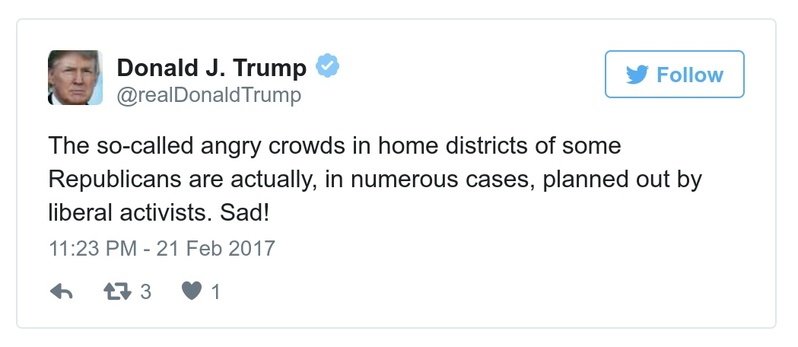 Donald J. Trump
@realDonaldTrump
Follow
The so-called angry crowds in home districts of some
Republicans are actually, in numerous cases, planned out by
liberal activists. Sad!
11:23 PM - 21 Feb 2017
3 1